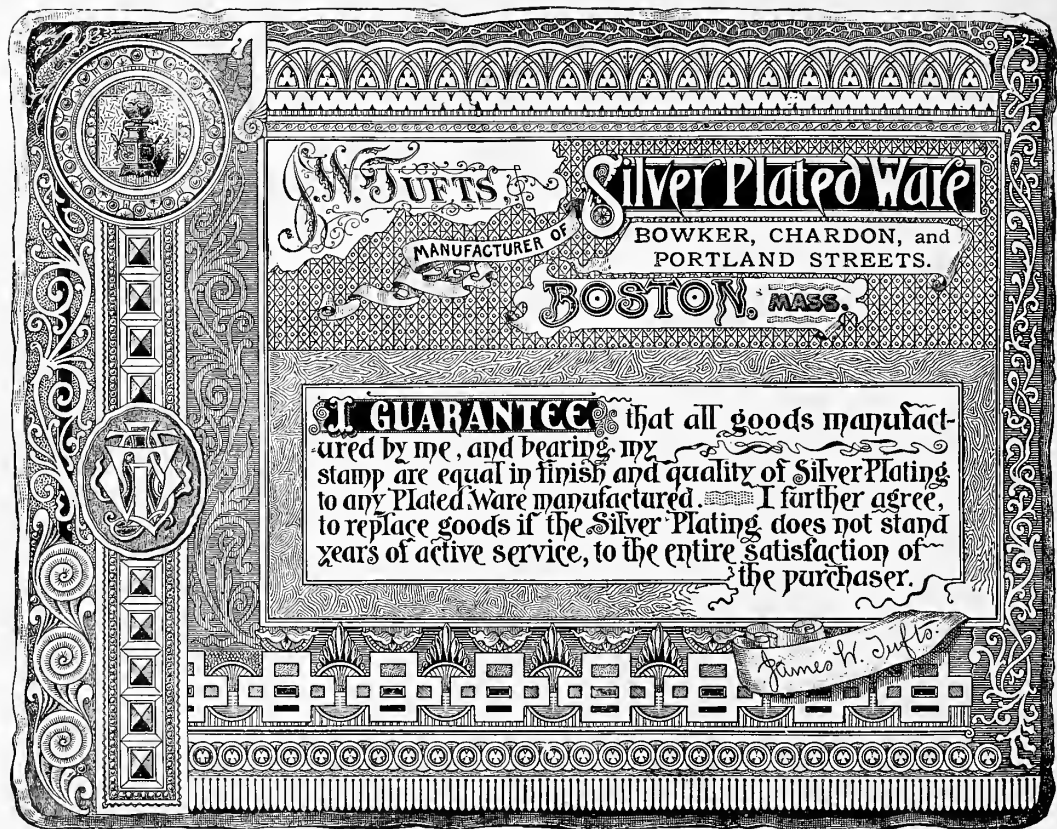 J.W. TUFTS,
MANUFACTURER OF
Silver Plated Ware
BOWKER, CHARDON, and
PORTLAND STREETS.
BOSTON, MASS.
I GUARANTEE that all goods manufact-
ured by me, and bearing my
stamp are equal in finish and quality of Silver Plating
to any Plated Ware manufactured. I further agree,
to replace goods if the Silver Plating does not stand
years of active service, to the entire satisfaction of
the purchaser.
James W. Tufts.